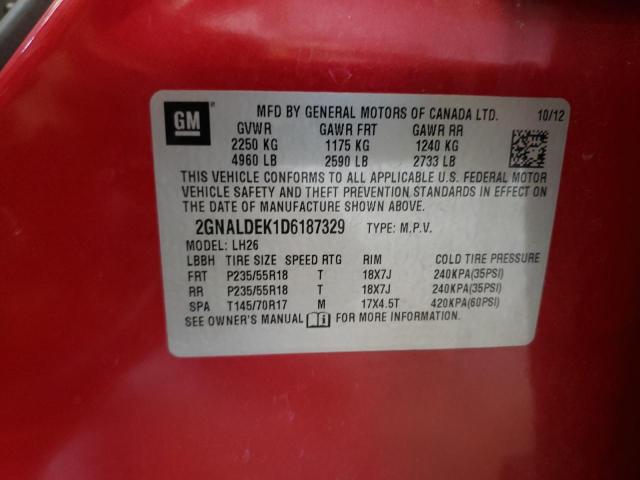 GM
MFD BY GENERAL MOTORS OF CANADA LTD. 10/12
GVWR GAWR FRT GAWR RR
2250 KG 1175 KG 1240 KG
4960 LB 2590 LB 2733 LB
THIS VEHICLE CONFORMS TO ALL APPLICABLE U.S. FEDERAL MOTOR
VEHICLE SAFETY AND THEFT PREVENTION STANDARDS IN EFFECT ON
THE DATE OF MANUFACTURE SHOWN ABOVE.
2GNALDEK1D6187329 TYPE: M.P.V.
MODEL: LH26
LBBH TIRE SIZE SPEED RTG RIM COLD TIRE PRESSURE
FRT P235/55R18 T 18X7J 240KPA(35PSI)
RR P235/55R18 T 18X7J 240KPA(35PSI)
SPA T145/70R17 M 17X4.5T 420KPA(60PSI)
SEE OWNER'S MANUAL FOR MORE INFORMATION.